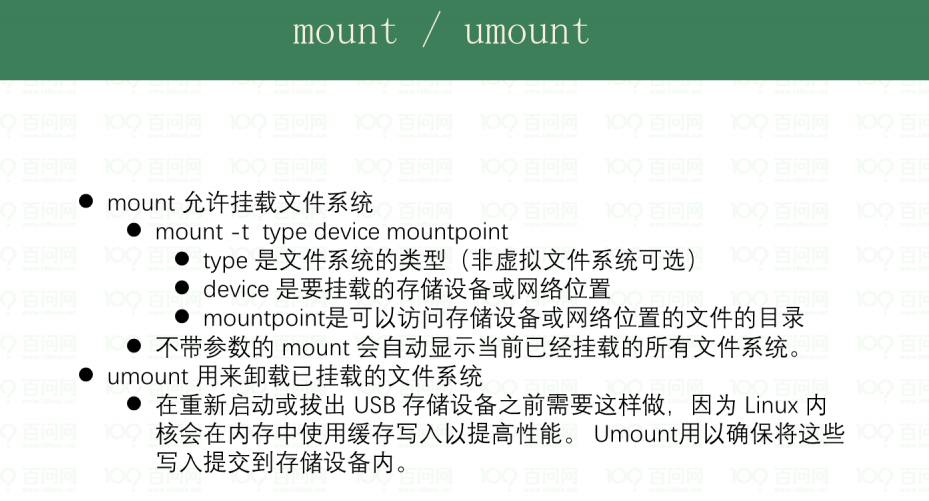 mount / umount
mount 允许挂载文件系统
mount -t type device mountpoint
type 是文件系统的类型（非虚拟文件系统可选）
device 是要挂载的存储设备或网络位置
mountpoint是可以访问存储设备或网络位置的文件的目录
不带参数的 mount 会自动显示当前已经挂载的所有文件系统。
umount 用来卸载已挂载的文件系统
在重新启动或拔出 USB 存储设备之前需要这样做，因为 Linux 内
核会在内存中使用缓存写入以提高性能。 Umount用以确保将这些
写入提交到存储设备内。